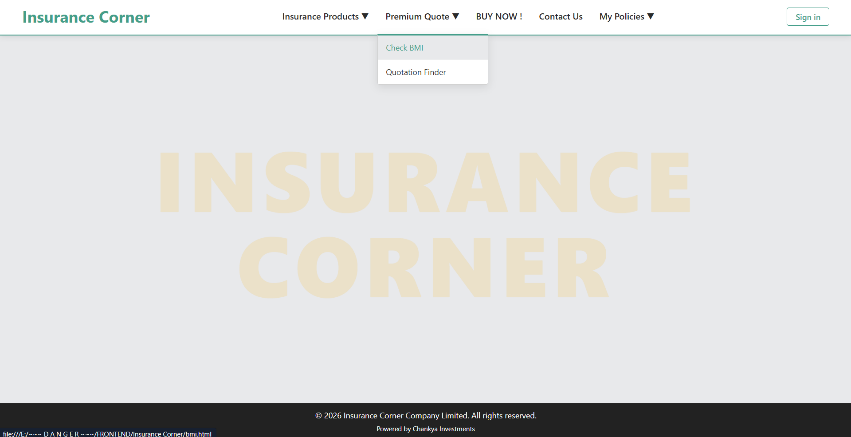 Insurance Corner
Insurance Products ▼
Premium Quote ▼
BUY NOW !
Contact Us
My Policies ▼
Sign in
Check BMI
Quotation Finder
INSURANCE
CORNER
© 2026 Insurance Corner Company Limited. All rights reserved.
Powered by Chankya Investments
file:///E:/----- D A N G E R -----/FRONTEND/Insurance Corner/bmi.html